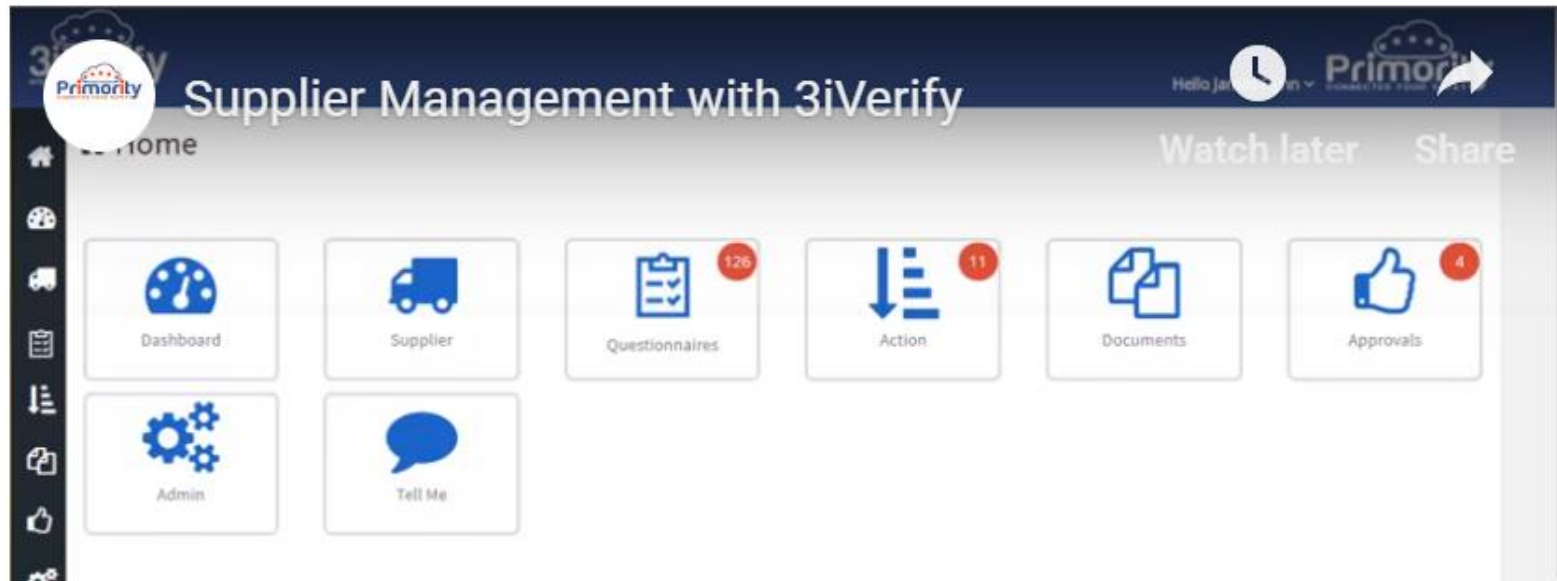 Primority
Supplier Management with 3iVerify
Hello
Primority
Watch later
Share
Home
Dashboard
Supplier
126
Questionnaires
11
Action
Documents
4
Approvals
Admin
Tell Me